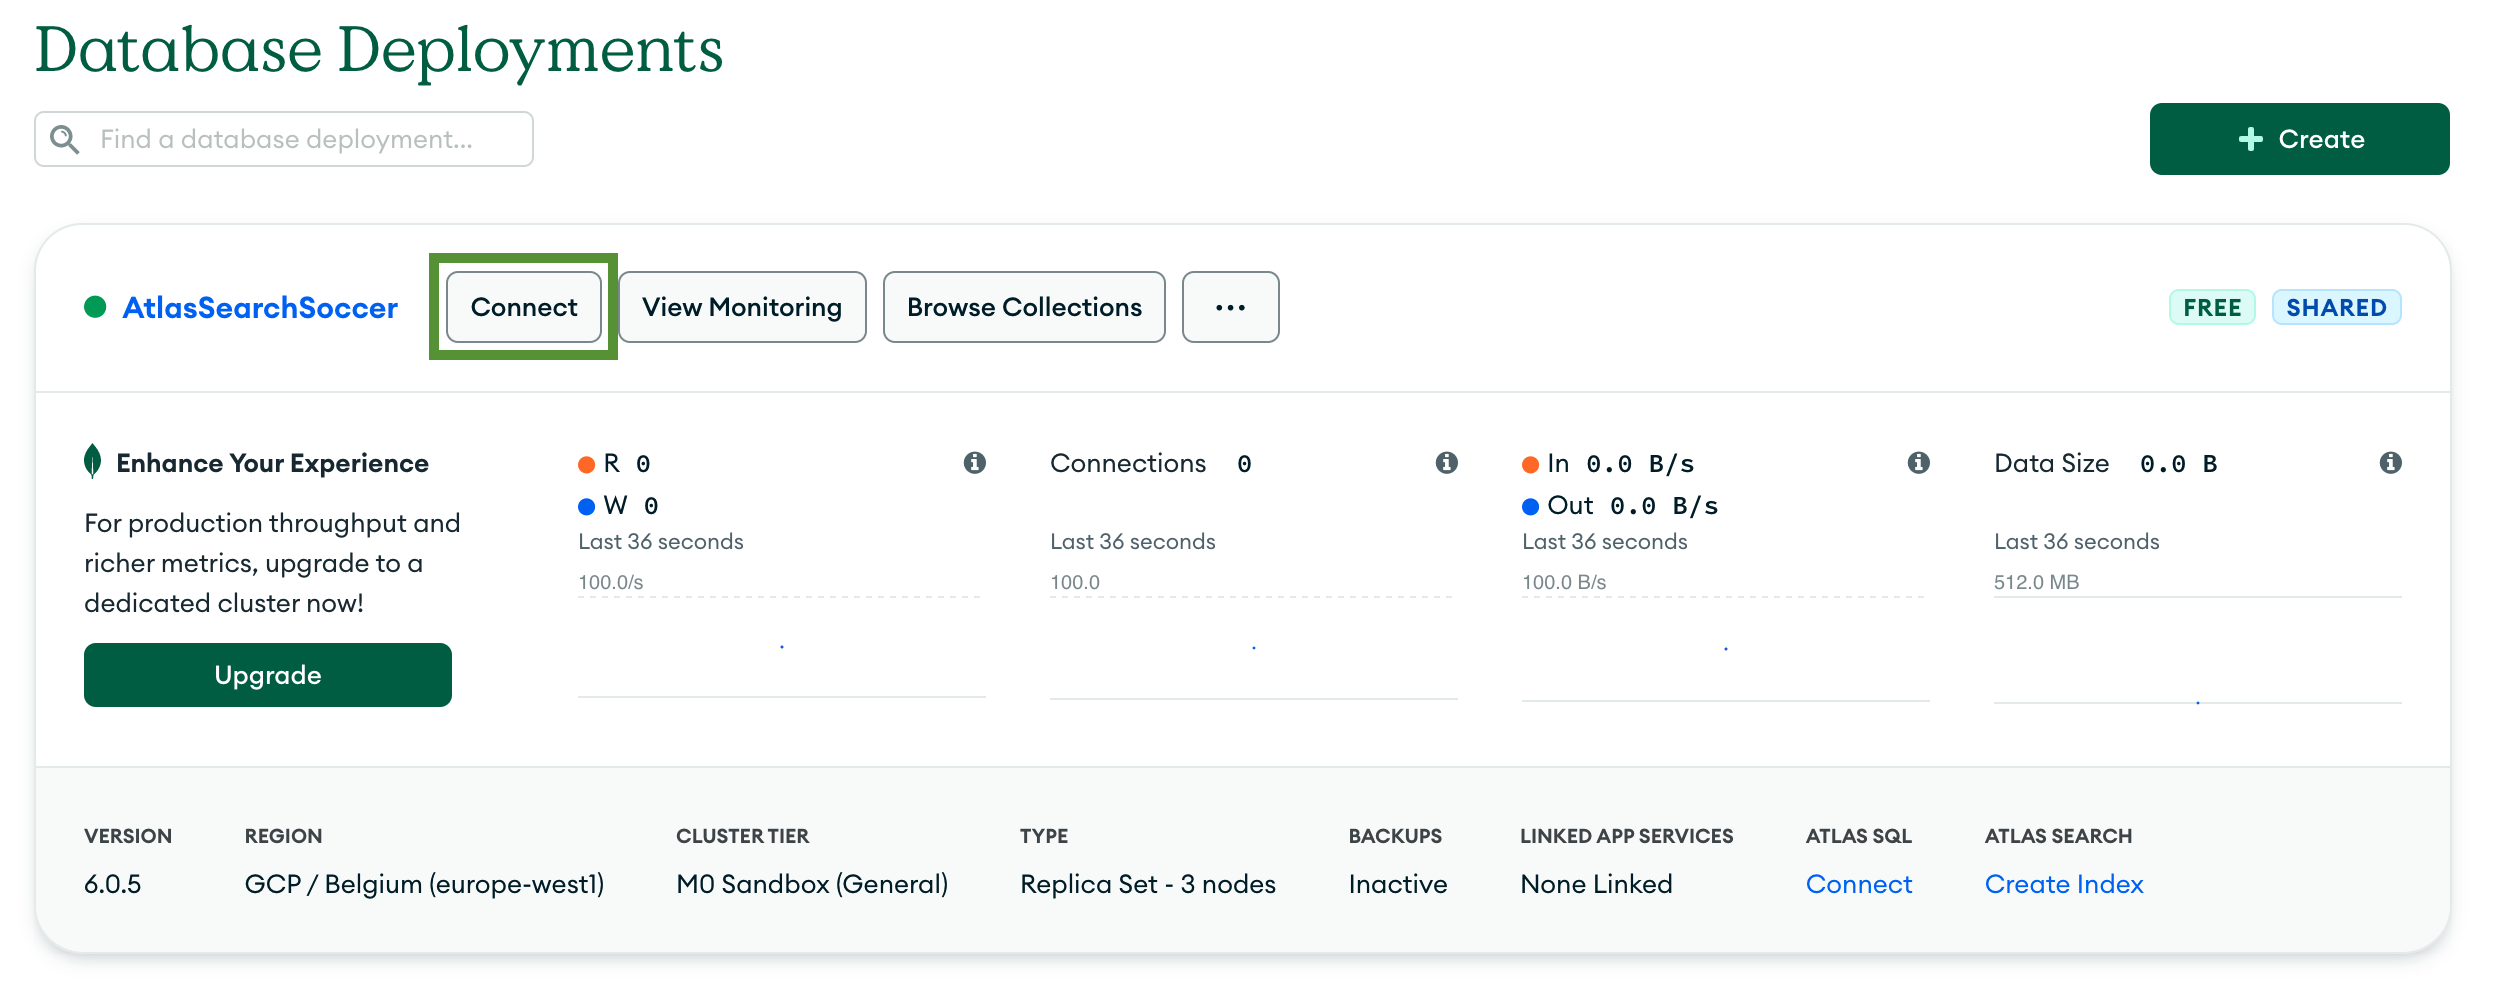 Database Deployments
Find a database deployment...
Create
AtlasSearchSoccer
Connect
View Monitoring
Browse Collections
...
FREE
SHARED
Enhance Your Experience
For production throughput and
richer metrics, upgrade to a
dedicated cluster now!
Upgrade
R 0
W 0
Last 36 seconds
100.0/s
Connections 0
Last 36 seconds
100.0
In 0.0 B/s
Out 0.0 B/s
Last 36 seconds
100.0 B/s
Data Size 0.0 B
Last 36 seconds
512.0 MB
VERSION
6.0.5
REGION
GCP / Belgium (europe-west1)
CLUSTER TIER
M0 Sandbox (General)
TYPE
Replica Set - 3 nodes
BACKUPS
Inactive
LINKED APP SERVICES
None Linked
ATLAS SQL
Connect
ATLAS SEARCH
Create Index